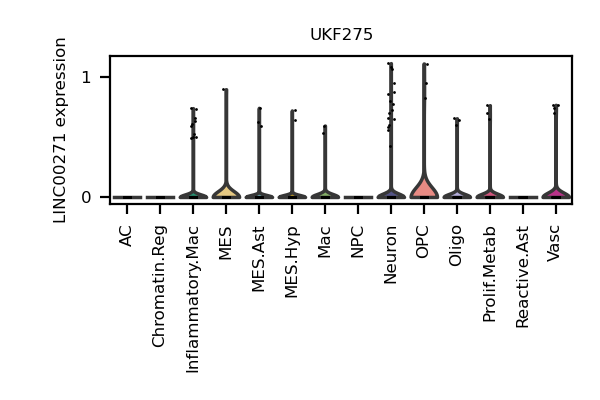 UKF275
LINC00271 expression
1
0
AC
Chromatin.Reg
Inflammatory.Mac
MES
MES.Ast
MES.Hyp
Mac
NPC
Neuron
OPC
Oligo
Prolif.Metab
Reactive.Ast
Vasc